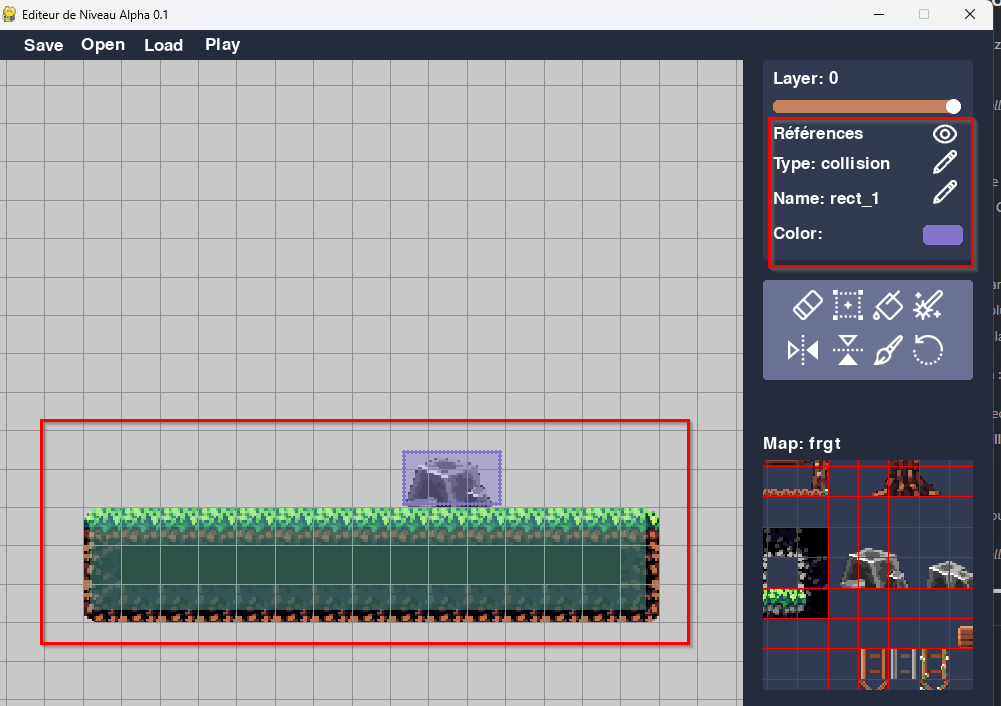 Editeur de Niveau Alpha 0.1
Save Open Load Play
Layer: 0
Références
Type: collision
Name: rect_1
Color:
Map: frgt